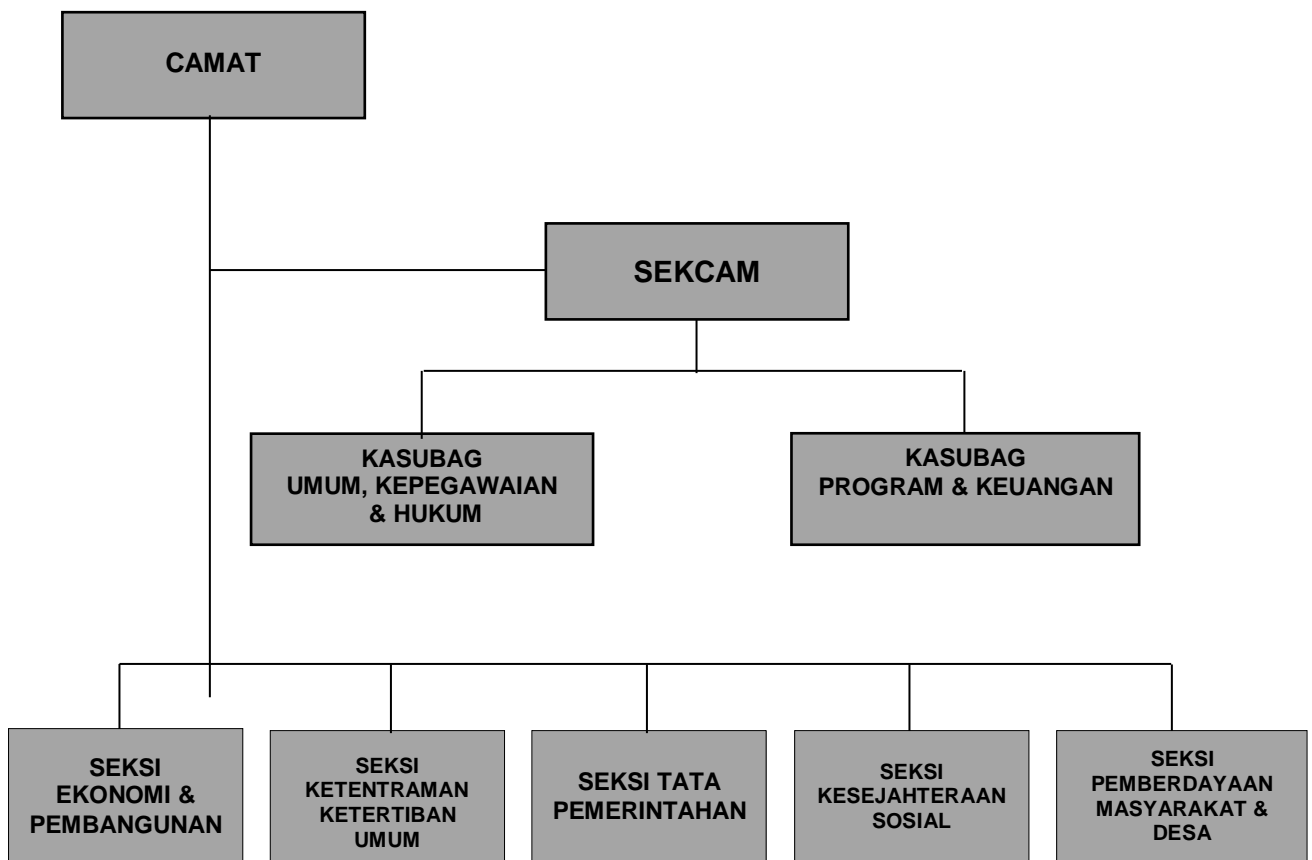 CAMAT
SEKCAM
KASUBAG
UMUM, KEPEGAWAIAN
& HUKUM
KASUBAG
PROGRAM & KEUANGAN
SEKSI
EKONOMI &
PEMBANGUNAN
SEKSI
KETENTRAMAN
KETERTIBAN
UMUM
SEKSI TATA
PEMERINTAHAN
SEKSI
KESEJAHTERAAN
SOSIAL
SEKSI
PEMBERDAYAAN
MASYARAKAT &
DESA